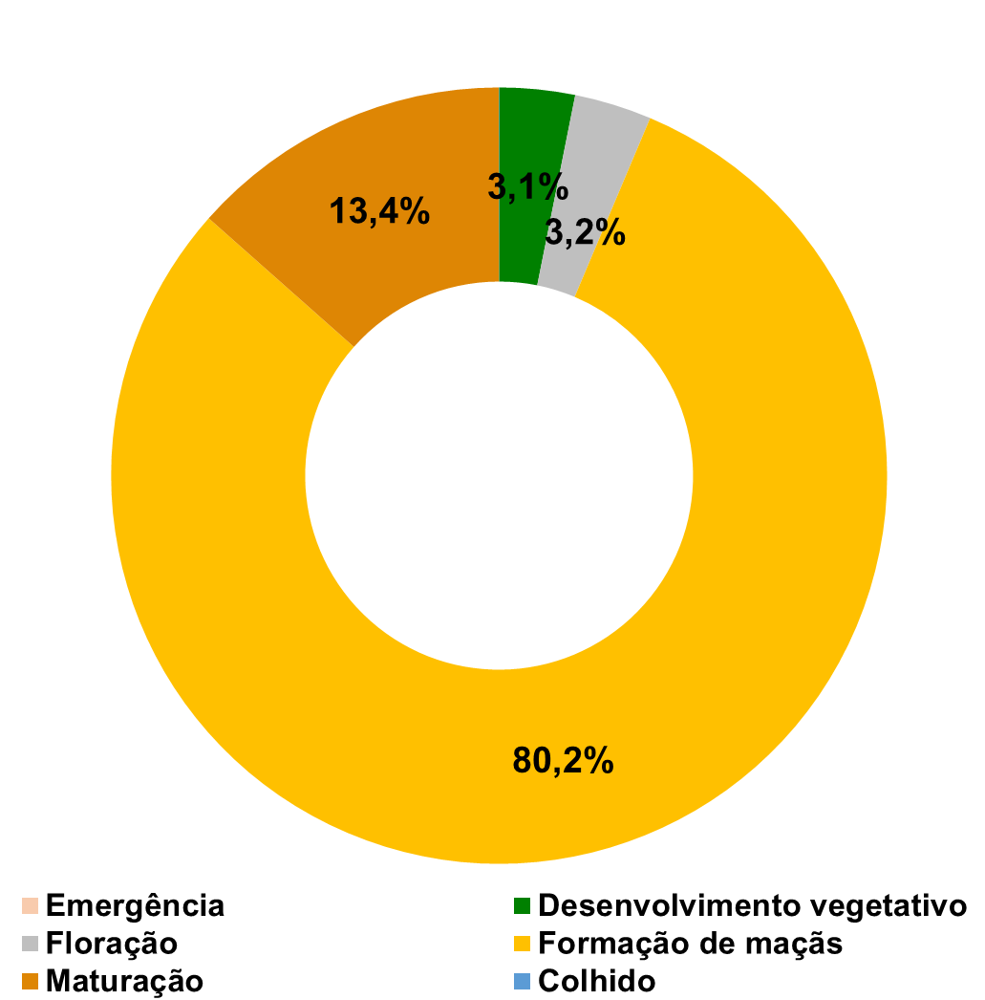 3,1%
13,4%
3,2%
80,2%
Emergência
Desenvolvimento vegetativo
Floração
Formação de maçãs
Maturação
Colhido